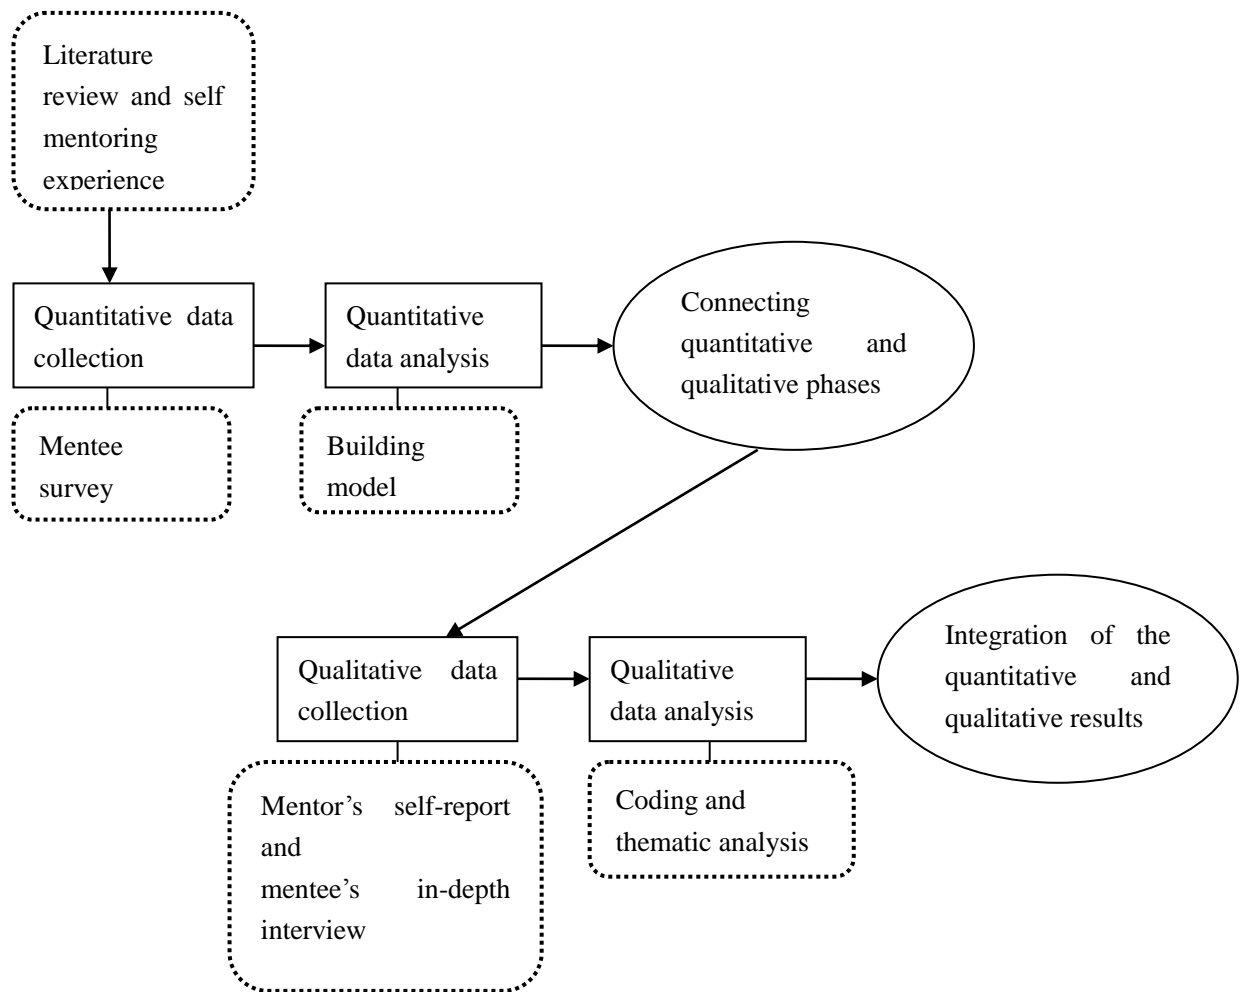 Literature
review and self
mentoring
experience
Quantitative data
collection
Quantitative
data analysis
Connecting
quantitative and
qualitative phases
Mentee
survey
Building
model
Qualitative data
collection
Qualitative
data analysis
Integration of the
quantitative and
qualitative results
Mentor’s self-report
and
mentee’s in-depth
interview
Coding and
thematic analysis